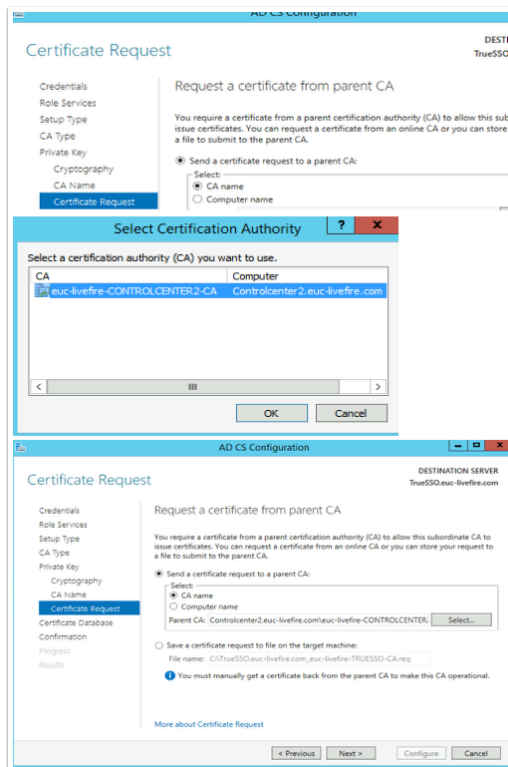 AD CS Configuration
Certificate Request
DESTI
TrueSSO
Credentials
Role Services
Setup Type
CA Type
Private Key
Cryptography
CA Name
Certificate Request
Request a certificate from parent CA
You require a certificate from a parent certification authority (CA) to allow this sub
issue certificates. You can request a certificate from an online CA or you can store
a file to submit to the parent CA.
Send a certificate request to a parent CA:
Select:
CA name
Computer name
Select Certification Authority
? x
Select a certification authority (CA) you want to use.
CA Computer
euc-livefire-CONTROLCENTER2-CA Controlcenter2.euc-livefire.com
OK Cancel
AD CS Configuration
Certificate Request
DESTINATION SERVER
TrueSSO.euc-livefire.com
Credentials
Role Services
Setup Type
CA Type
Private Key
Cryptography
CA Name
Certificate Request
Certificate Database
Confirmation
Progress
Results
Request a certificate from parent CA
You require a certificate from a parent certification authority (CA) to allow this subordinate CA to
issue certificates. You can request a certificate from an online CA or you can store your request to
a file to submit to the parent CA.
Send a certificate request to a parent CA:
Select:
CA name
Computer name
Parent CA: Controlcenter2.euc-livefire.com\euc-livefire-CONTROLCENTER. Select...
Save a certificate request to file on the target machine:
File name: C:\TrueSSO.euc-livefire.com_euc-livefire-TRUESSO-CA.req
You must manually get a certificate back from the parent CA to make this CA operational.
More about Certificate Request
< Previous Next > Configure Cancel